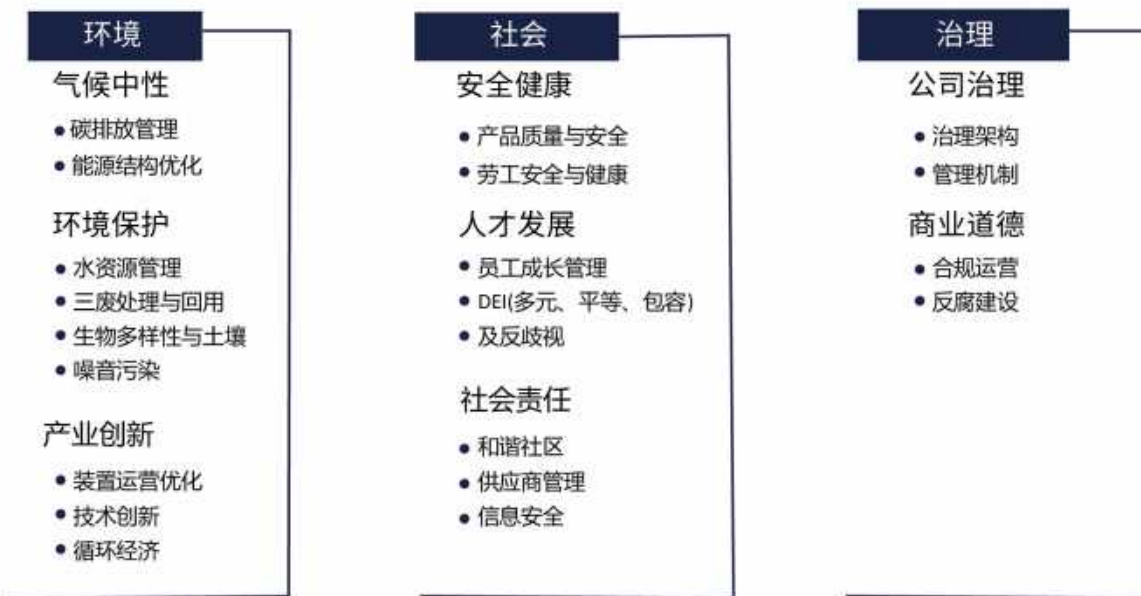 环境
气候中性
• 碳排放管理
• 能源结构优化
环境保护
• 水资源管理
• 三废处理与回用
• 生物多样性与土壤
• 噪音污染
产业创新
• 装置运营优化
• 技术创新
• 循环经济
社会
安全健康
• 产品质量与安全
• 劳工安全与健康
人才发展
• 员工成长管理
• DEI(多元、平等、包容)
• 及反歧视
社会责任
• 和谐社区
• 供应商管理
• 信息安全
治理
公司治理
• 治理架构
• 管理机制
商业道德
• 合规运营
• 反腐建设